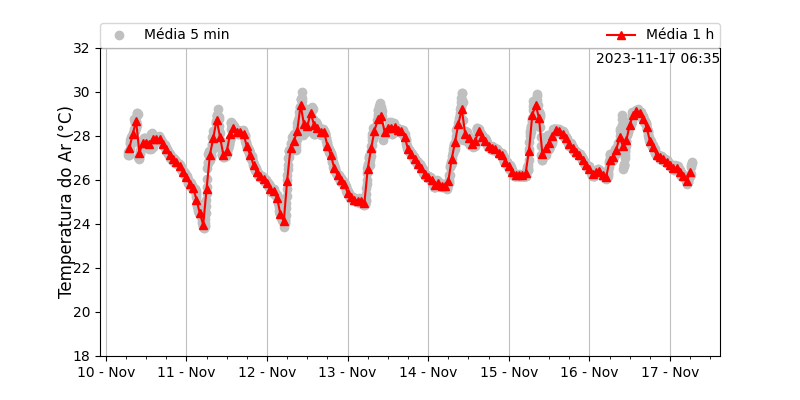 Média 5 min
Média 1 h
2023-11-17 06:35
Temperatura do Ar (°C)
32
30
28
26
24
22
20
18
10 - Nov
11 - Nov
12 - Nov
13 - Nov
14 - Nov
15 - Nov
16 - Nov
17 - Nov